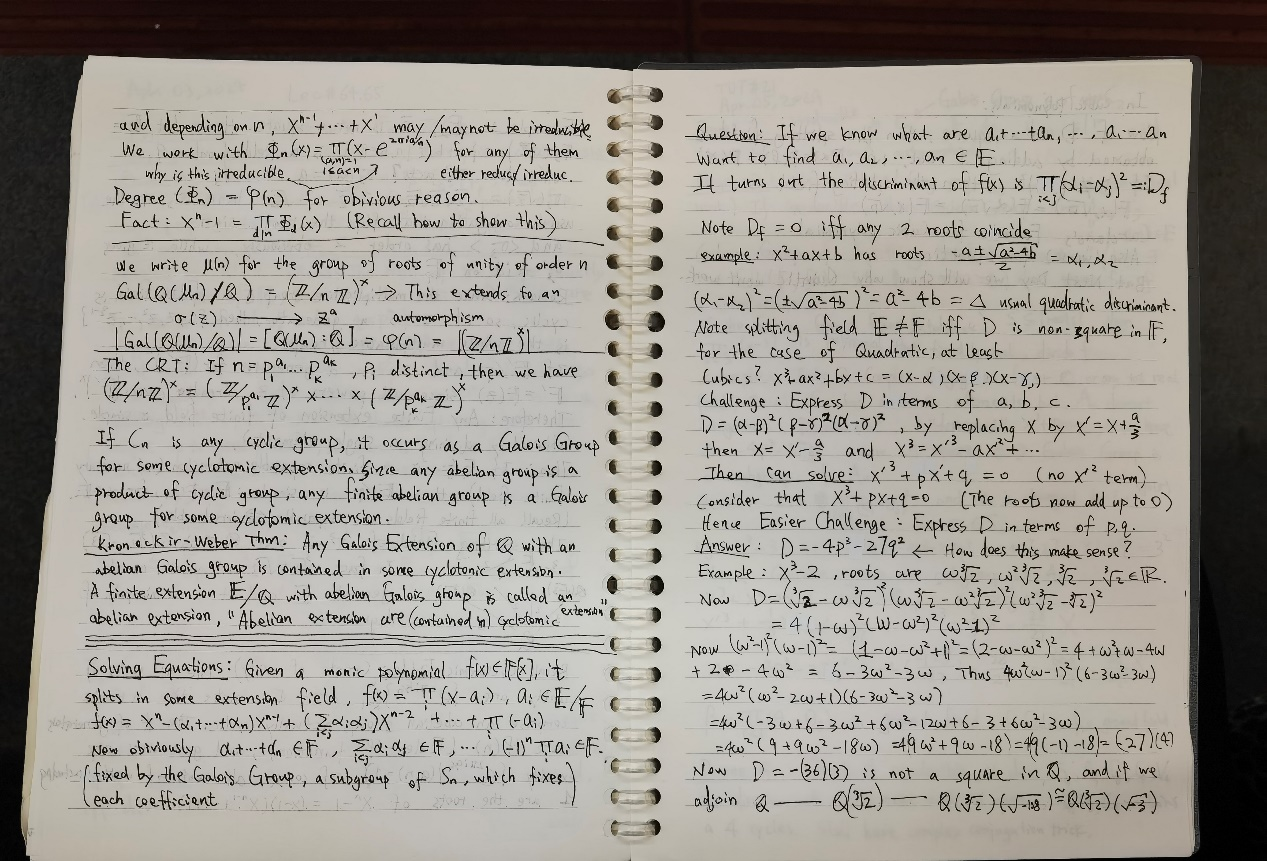 and depending on n, X^{n-1}+⋯+X^1 may/may not be irreducible
We work with Φ_n(x)=∏_{(a,n)=1, 1≤a≤n}(x-e^{2πia/n}) for any of them
why is this irreducible either reduc/irreduc.
Degree (Φ_n) = φ(n) for obivious reason.
Fact: X^n-1 = ∏_{d|n} Φ_d(x) (Recall how to show this)
We write μ(n) for the group of roots of unity of order n
Gal(Q(μ_n)/Q) = (Z/nZ)^× → This extends to an
σ(z) ⟶ z^a automorphism
|Gal(Q(μ_n)/Q)| = [Q(μ_n):Q] = φ(n) = |(Z/nZ)^×|
The CRT: If n = p_1^{a_1}⋯p_k^{a_k}, p_i distinct, then we have
(Z/nZ)^× = (Z/p_1^{a_1}Z)^× × ⋯ × (Z/p_k^{a_k}Z)^×
If C_n is any cyclic group, it occurs as a Galois Group
for some cyclotomic extension. Since any abelian group is a
product of cyclic group, any finite abelian group is a Galois
group for some cyclotomic extension.
Kronockir-Weber Thm: Any Galois Extension of Q with an
abelian Galois group is contained in some cyclotonic extension.
A finite extension E/Q with abelian Galois group is called an
abelian extension, "Abelian extension are (contained in) cyclotomic extension"
Solving Equations: Given a monic polynomial f(x)∈F[x], it
splits in some extension field, f(x) = ∏_i (x-a_i), a_i ∈ E/F
f(x) = X^n-(α_1+⋯+α_n)X^{n-1}+(∑_{i<j} α_iα_j)X^{n-2} +⋯+ ∏_i (-a_i)
Now obviously α_1+⋯+α_n ∈ F, ∑_{i<j} α_i α_j ∈ F, ⋯, (-1)^n ∏ a_i ∈ F.
(fixed by the Galois Group, a subgroup of S_n, which fixes
each coefficient)
Question: If we know what are a_1+⋯+a_n, ⋯, a_1⋯a_n
Want to find a_1, a_2, ⋯, a_n ∈ E.
If turns out the discriminant of f(x) is ∏_{i<j}(α_i-α_j)^2 =: D_f
Note D_f = 0 iff any 2 roots coincide
example: X^2+ax+b has roots (-a±√(a^2-4b))/2 = α_1, α_2
(α_1-α_2)^2=(±√(a^2-4b))^2 = a^2-4b = Δ usual quadratic discriminant.
Note splitting field E≠F iff D is non-square in F,
for the case of Quadratic, at least
Cubics? X^3+ax^2+bx+c = (x-α)(x-β)(x-γ)
Challenge: Express D in terms of a, b, c.
D = (α-β)^2(β-γ)^2(α-γ)^2, by replacing X by X'=X+a/3
then X = X'-a/3 and X^3 = X'^3 - aX'^2+⋯
Then can solve: X'^3 + pX'+q = 0 (no X'^2 term)
Consider that X^3+pX+q=0 (The roots now add up to 0)
Hence Easier Challenge: Express D in terms of p,q.
Answer: D = -4p^3-27q^2 ← How does this make sense?
Example: X^3-2, roots are ω∛2, ω^2∛2, ∛2, ∛2∈R.
Now D=(∛2-ω∛2)^2(ω∛2-ω^2∛2)^2(ω^2∛2-∛2)^2
= 4(1-ω)^2(ω-ω^2)^2(ω^2-1)^2
Now (ω^2-1)^2(ω-1)^2= (1-ω-ω^2+1)^2=(2-ω-ω^2)^2= 4+ω^2+ω-4ω
+2 -4ω^2 = 6-3ω^2-3ω, Thus 4ω^2(ω-1)^2(6-3ω^2-3ω)
=4ω^2(ω^2-2ω+1)(6-3ω^2-3ω)
=4ω^2(-3ω+6-3ω^2+6ω^2-12ω+6-3+6ω^2-3ω)
=4ω^2(9+9ω^2-18ω) =4(9ω^2+9ω-18)=4(9(-1)-18)=(-27)(4)
Now D = -(36)(3) is not a square in Q, and if we
adjoin Q — Q(∛2) — Q(∛2)(√-108)≅Q(∛2)(√-3)